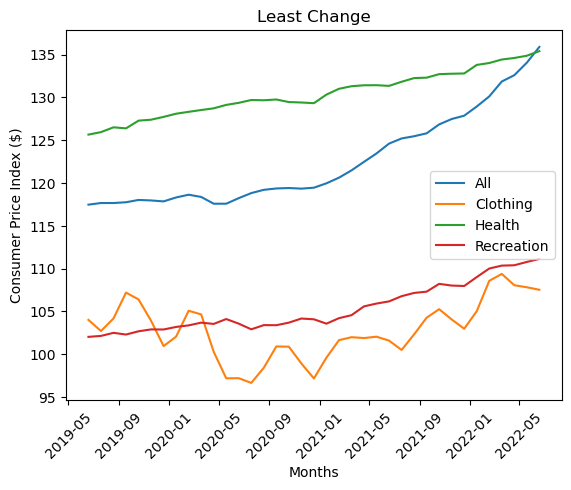 Least Change
Consumer Price Index ($)
135
130
125
120
115
110
105
100
95
All
Clothing
Health
Recreation
2019-05
2019-09
2020-01
2020-05
2020-09
2021-01
2021-05
2021-09
2022-01
2022-05
Months